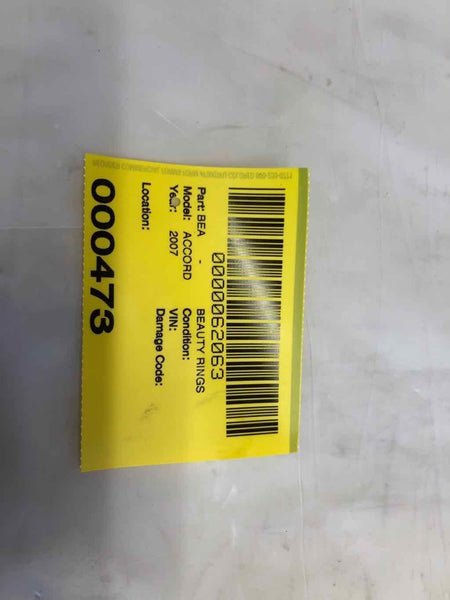 0000062063
Part: BEA - BEAUTY RINGS
Model: ACCORD Condition:
Year: 2007 VIN:
Location: Damage Code:
000473